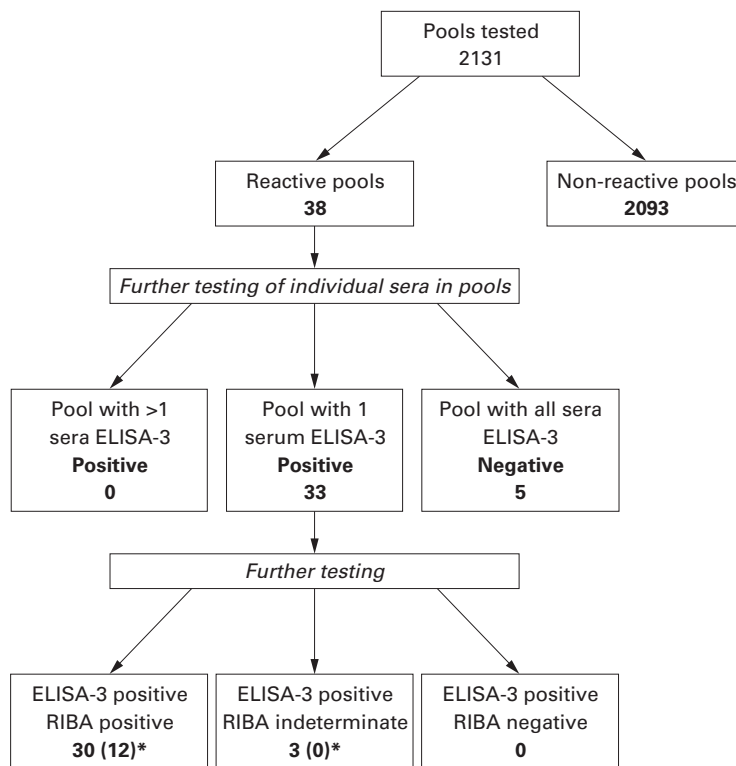 Pools tested
2131
Reactive pools
38
Non-reactive pools
2093
Further testing of individual sera in pools
Pool with >1
sera ELISA-3
Positive
0
Pool with 1
serum ELISA-3
Positive
33
Pool with all sera
ELISA-3
Negative
5
Further testing
ELISA-3 positive
RIBA positive
30 (12)*
ELISA-3 positive
RIBA indeterminate
3 (0)*
ELISA-3 positive
RIBA negative
0